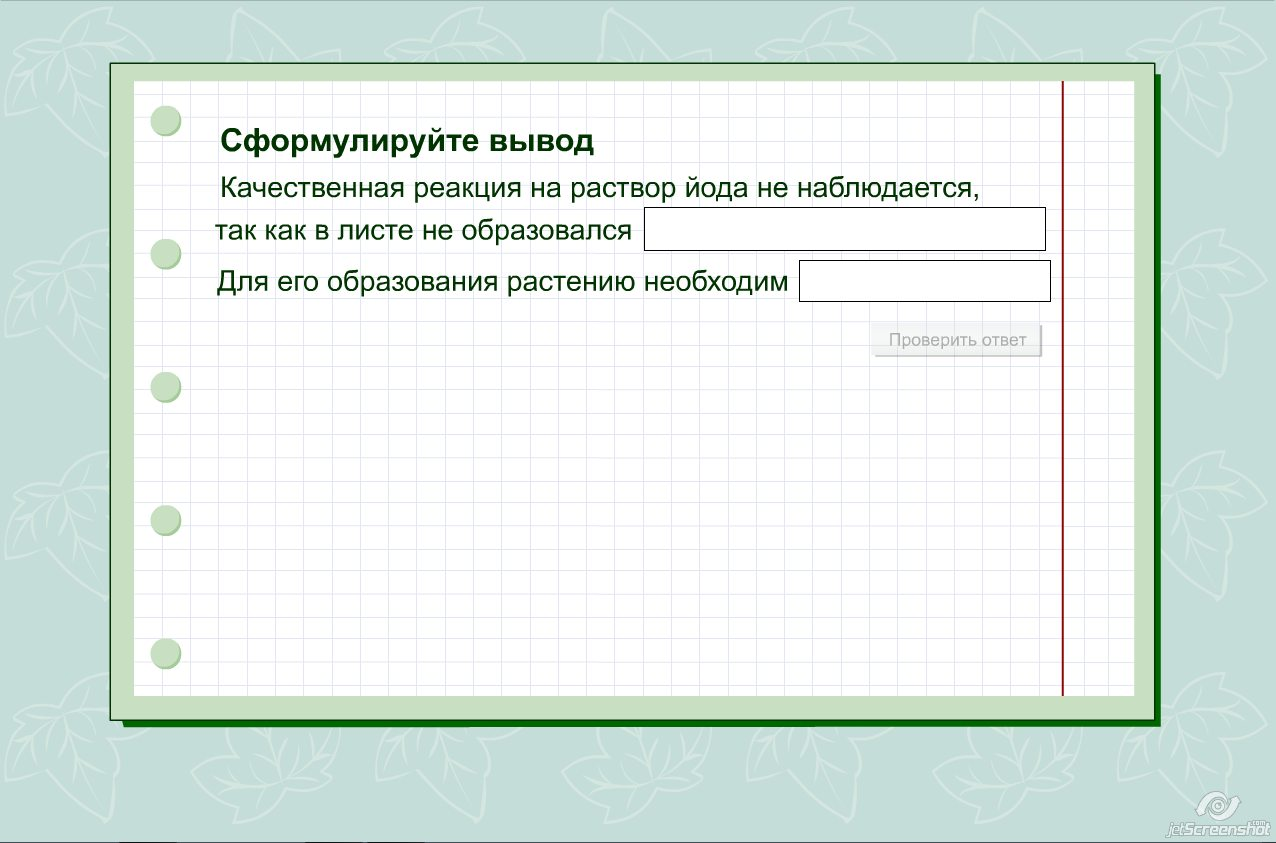 Сформулируйте вывод
Качественная реакция на раствор йода не наблюдается,
так как в листе не образовался
Для его образования растению необходим
Проверить ответ
jetScreenshot.com